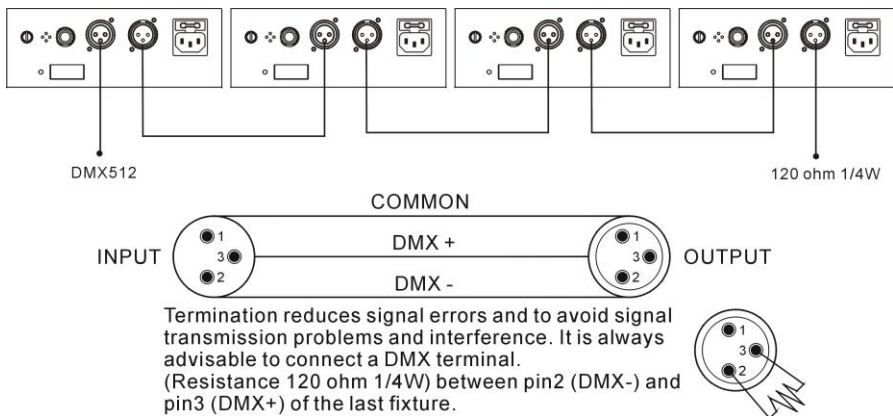 DMX512
120 ohm 1/4W
COMMON
1
INPUT
DMX +
3
2
DMX -
1
3
2
OUTPUT
Termination reduces signal errors and to avoid signal
transmission problems and interference. It is always
advisable to connect a DMX terminal.
(Resistance 120 ohm 1/4W) between pin2 (DMX-) and
pin3 (DMX+) of the last fixture.
1
3
2